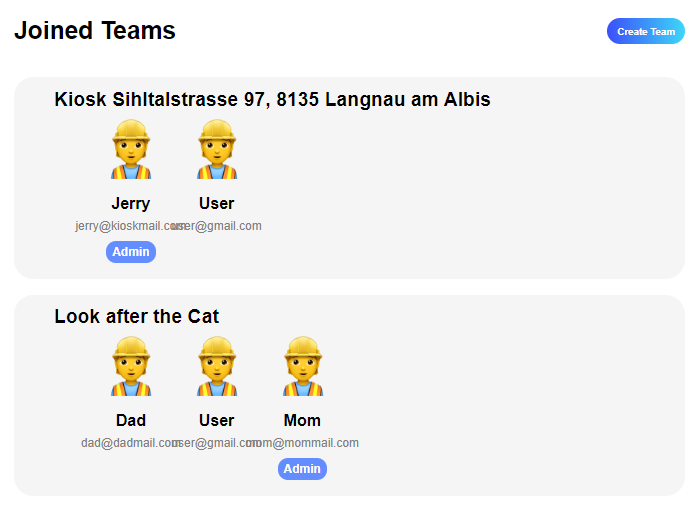 Joined Teams
Create Team
Kiosk Sihltalstrasse 97, 8135 Langnau am Albis
Jerry User
jerry@kioskmail.com user@gmail.com
Admin
Look after the Cat
Dad User Mom
dad@dadmail.com user@gmail.com mom@mommail.com
Admin